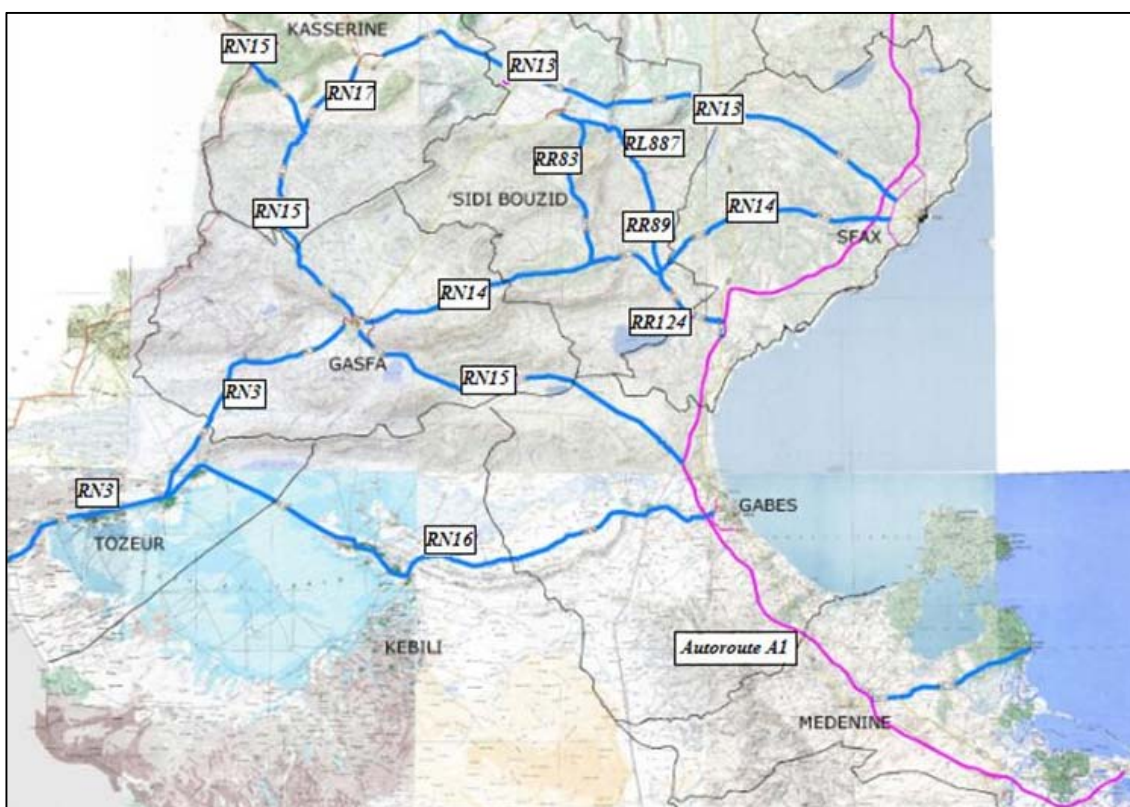 KASSERINE
RN15
RN13
RN17
RN13
RL887
RR83
SIDI BOUZID
RN15
RN14
RR89
SFAX
RN14
RR124
GASFA
RN15
RN3
RN3
GABES
TOZEUR
RN16
KEBILI
Autoroute A1
MEDENINE